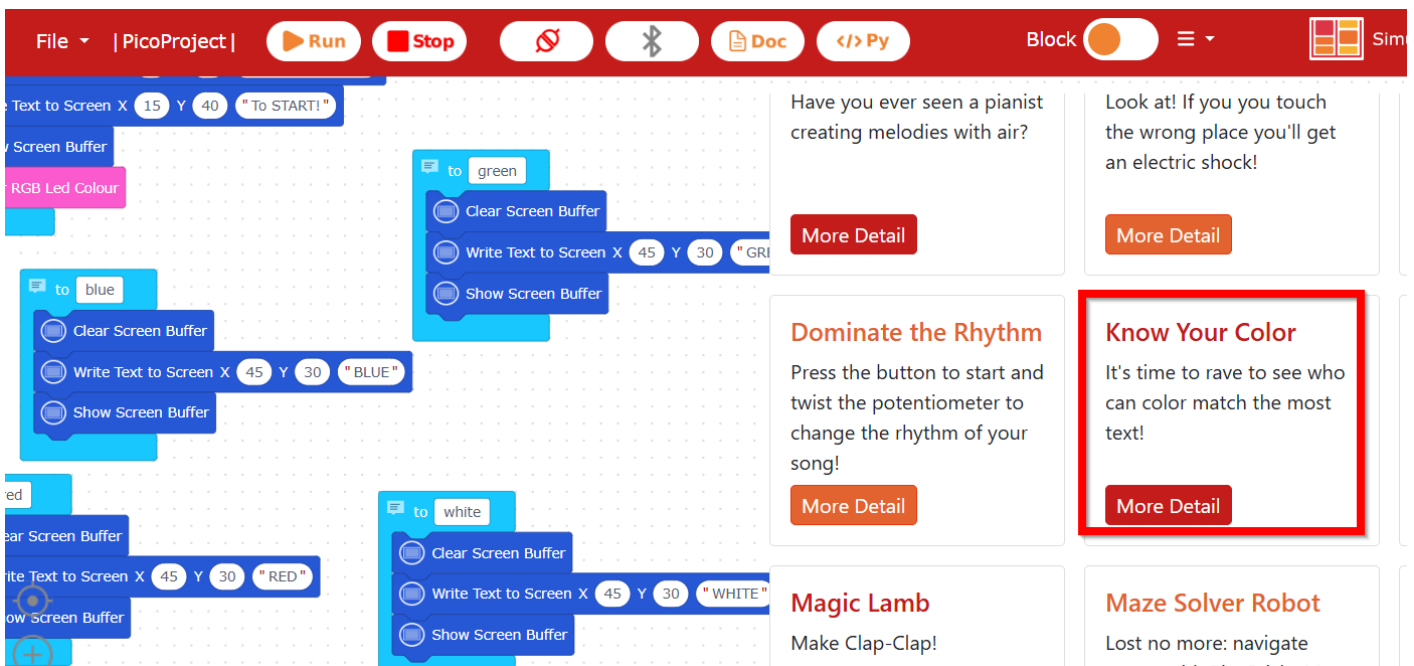 File |PicoProject| Run Stop Doc </> Py Block
Text to Screen X 15 Y 40 "To START!"
Screen Buffer
RGB Led Colour
to green
Clear Screen Buffer
Write Text to Screen X 45 Y 30 "GRE
Show Screen Buffer
to blue
Clear Screen Buffer
Write Text to Screen X 45 Y 30 "BLUE"
Show Screen Buffer
ed
ear Screen Buffer
ite Text to Screen X 45 Y 30 "RED"
ow Screen Buffer
to white
Clear Screen Buffer
Write Text to Screen X 45 Y 30 "WHITE"
Show Screen Buffer
Have you ever seen a pianist
creating melodies with air?
More Detail
Look at! If you you touch
the wrong place you'll get
an electric shock!
More Detail
Dominate the Rhythm
Press the button to start and
twist the potentiometer to
change the rhythm of your
song!
More Detail
Know Your Color
It's time to rave to see who
can color match the most
text!
More Detail
Magic Lamb
Make Clap-Clap!
Maze Solver Robot
Lost no more: navigate